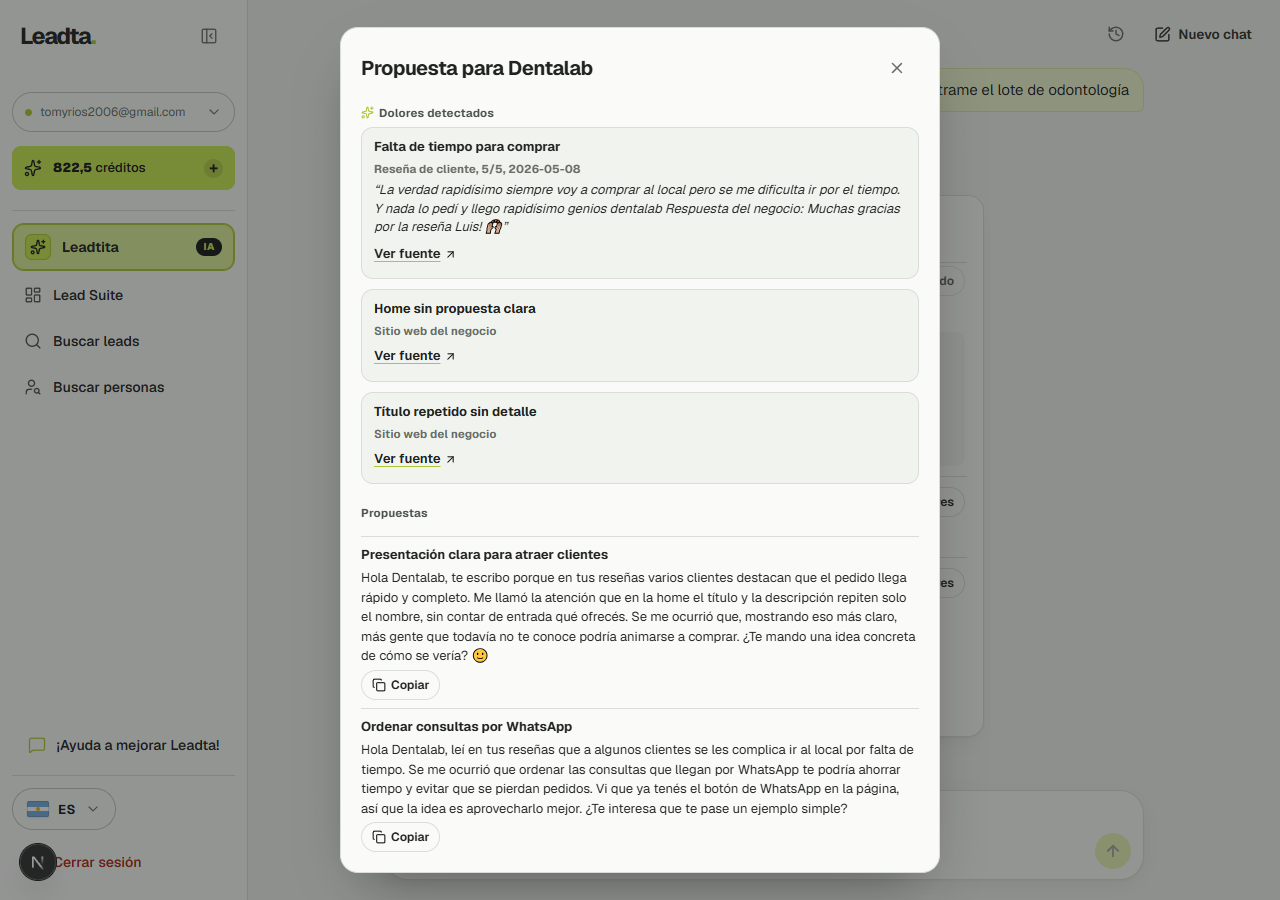 Leadta.
Nuevo chat
tomyrios2006@gmail.com
822,5 créditos
+
Leadtita
IA
Lead Suite
Buscar leads
Buscar personas
¡Ayuda a mejorar Leadta!
ES
N
Cerrar sesión
trame el lote de odontología
do
es
es
Propuesta para Dentalab
Dolores detectados
Falta de tiempo para comprar
Reseña de cliente, 5/5, 2026-05-08
“La verdad rapidísimo siempre voy a comprar al local pero se me dificulta ir por el tiempo.
Y nada lo pedí y llego rapidísimo genios dentalab Respuesta del negocio: Muchas gracias
por la reseña Luis! 🙆🏽”
Ver fuente
Home sin propuesta clara
Sitio web del negocio
Ver fuente
Título repetido sin detalle
Sitio web del negocio
Ver fuente
Propuestas
Presentación clara para atraer clientes
Hola Dentalab, te escribo porque en tus reseñas varios clientes destacan que el pedido llega
rápido y completo. Me llamó la atención que en la home el título y la descripción repiten solo
el nombre, sin contar de entrada qué ofrecés. Se me ocurrió que, mostrando eso más claro,
más gente que todavía no te conoce podría animarse a comprar. ¿Te mando una idea concreta
de cómo se vería? 🙂
Copiar
Ordenar consultas por WhatsApp
Hola Dentalab, leí en tus reseñas que a algunos clientes se les complica ir al local por falta de
tiempo. Se me ocurrió que ordenar las consultas que llegan por WhatsApp te podría ahorrar
tiempo y evitar que se pierdan pedidos. Vi que ya tenés el botón de WhatsApp en la página,
así que la idea es aprovecharlo mejor. ¿Te interesa que te pase un ejemplo simple?
Copiar